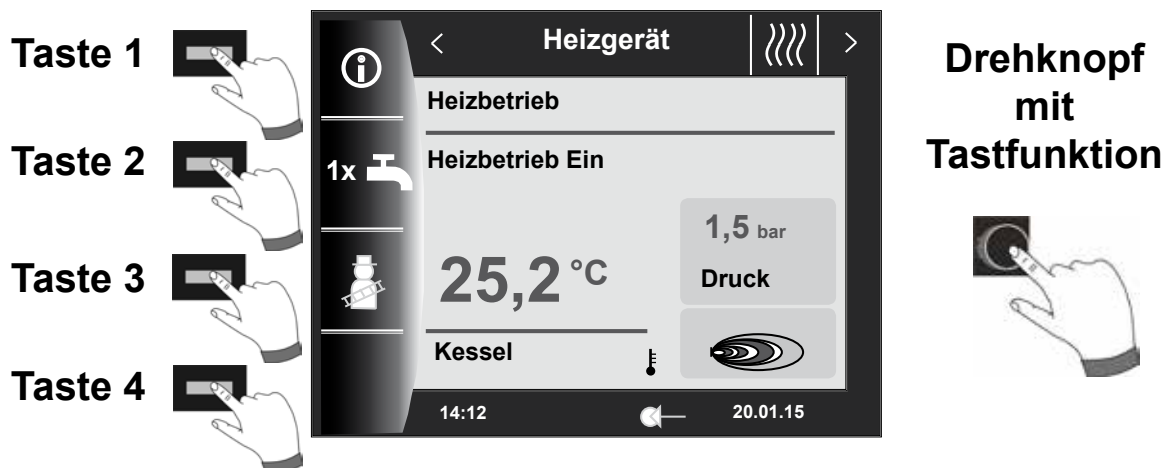 Taste 1
Taste 2
Taste 3
Taste 4
< Heizgerät >
1x
Heizbetrieb
Heizbetrieb Ein
1,5 bar
Druck
25,2 °C
Kessel
14:12
20.01.15
Drehknopf
mit
Tastfunktion